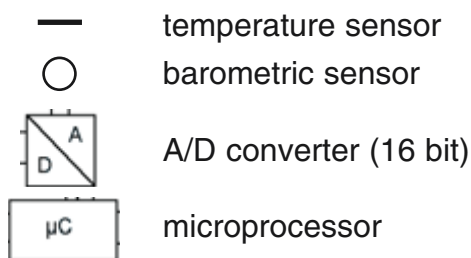 temperature sensor
barometric sensor
A
D
A/D converter (16 bit)
µC
microprocessor